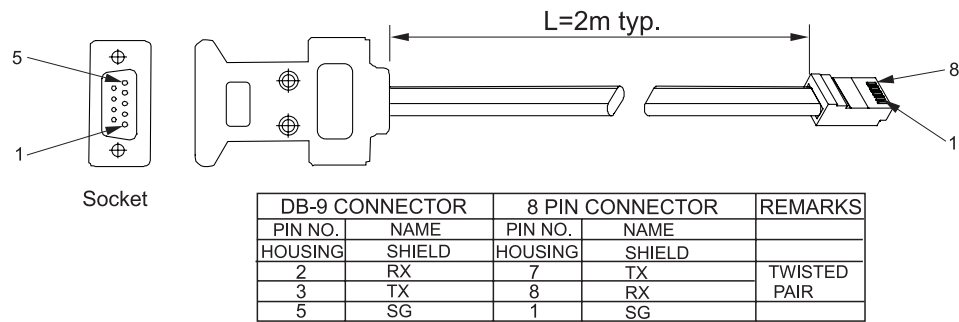 L=2m typ.
5
8
1
1
Socket
DB-9 CONNECTOR 8 PIN CONNECTOR REMARKS
PIN NO. NAME PIN NO. NAME
HOUSING SHIELD HOUSING SHIELD
2 RX 7 TX TWISTED
3 TX 8 RX PAIR
5 SG 1 SG